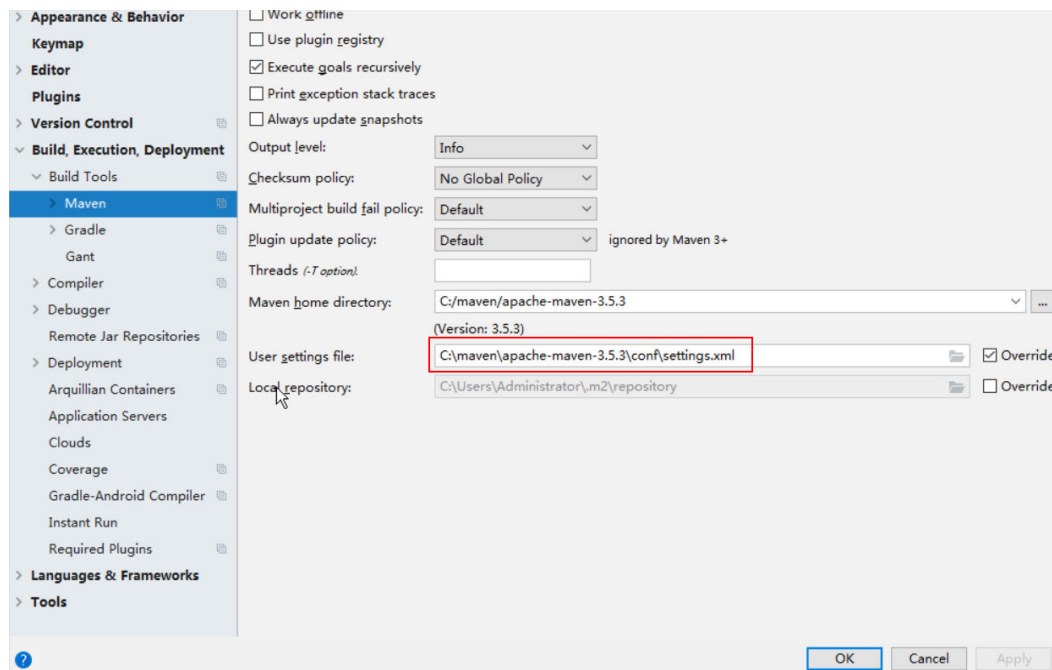 Appearance & Behavior
Keymap
Editor
Plugins
Version Control
Build, Execution, Deployment
Build Tools
Maven
Gradle
Gant
Compiler
Debugger
Remote Jar Repositories
Deployment
Arquillian Containers
Application Servers
Clouds
Coverage
Gradle-Android Compiler
Instant Run
Required Plugins
Languages & Frameworks
Tools
Work offline
Use plugin registry
Execute goals recursively
Print exception stack traces
Always update snapshots
Output level: Info
Checksum policy: No Global Policy
Multiproject build fail policy: Default
Plugin update policy: Default ignored by Maven 3+
Threads (-T option).
Maven home directory: C:/maven/apache-maven-3.5.3 ...
(Version: 3.5.3)
User settings file: C:\maven\apache-maven-3.5.3\conf\settings.xml Override
Local repository: C:\Users\Administrator\.m2\repository Override
? OK Cancel Apply